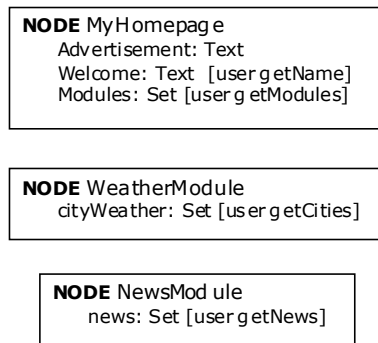 NODE MyHomepage
Advertisement: Text
Welcome: Text [user getName]
Modules: Set [user getModules]
NODE WeatherModule
cityWeather: Set [user getCities]
NODE NewsModule
news: Set [user getNews]